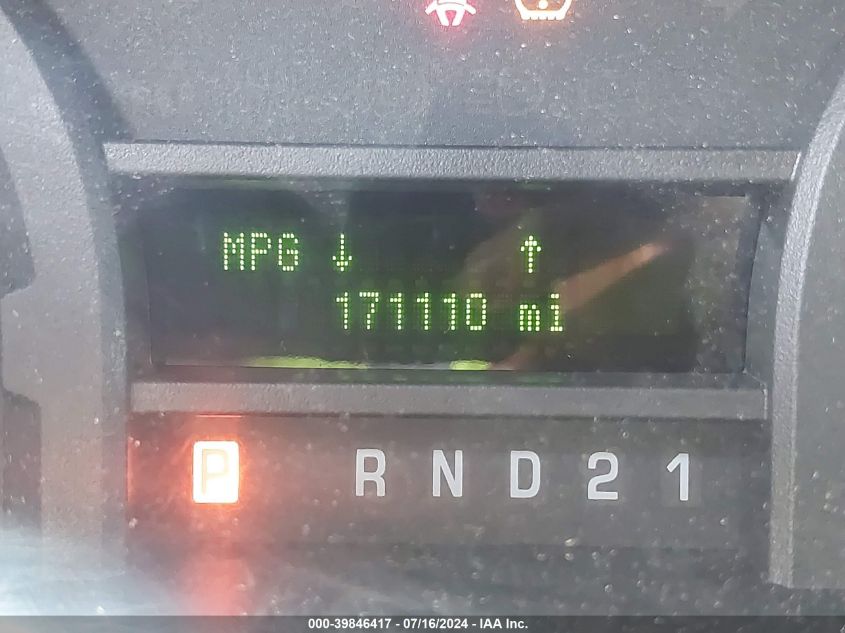 MPG ↓ ↑
171110 mi
P R N D 2 1
000-39846417 - 07/16/2024 - IAA Inc.